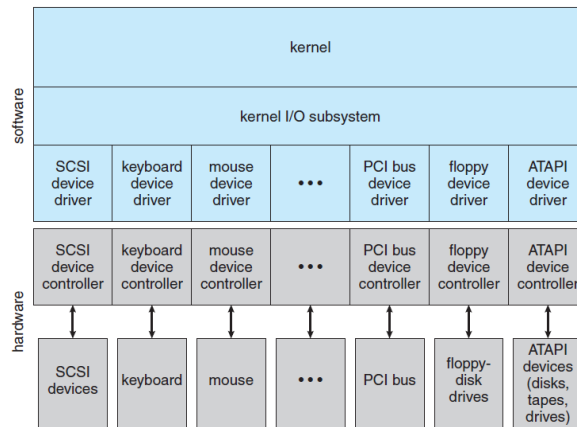 kernel
kernel I/O subsystem
SCSI
device
driver
keyboard
device
driver
mouse
device
driver
•••
PCI bus
device
driver
floppy
device
driver
ATAPI
device
driver
software
SCSI
device
controller
keyboard
device
controller
mouse
device
controller
•••
PCI bus
device
controller
floppy
device
controller
ATAPI
device
controller
SCSI
devices
keyboard
mouse
•••
PCI bus
floppy-
disk
drives
ATAPI
devices
(disks,
tapes,
drives)
hardware